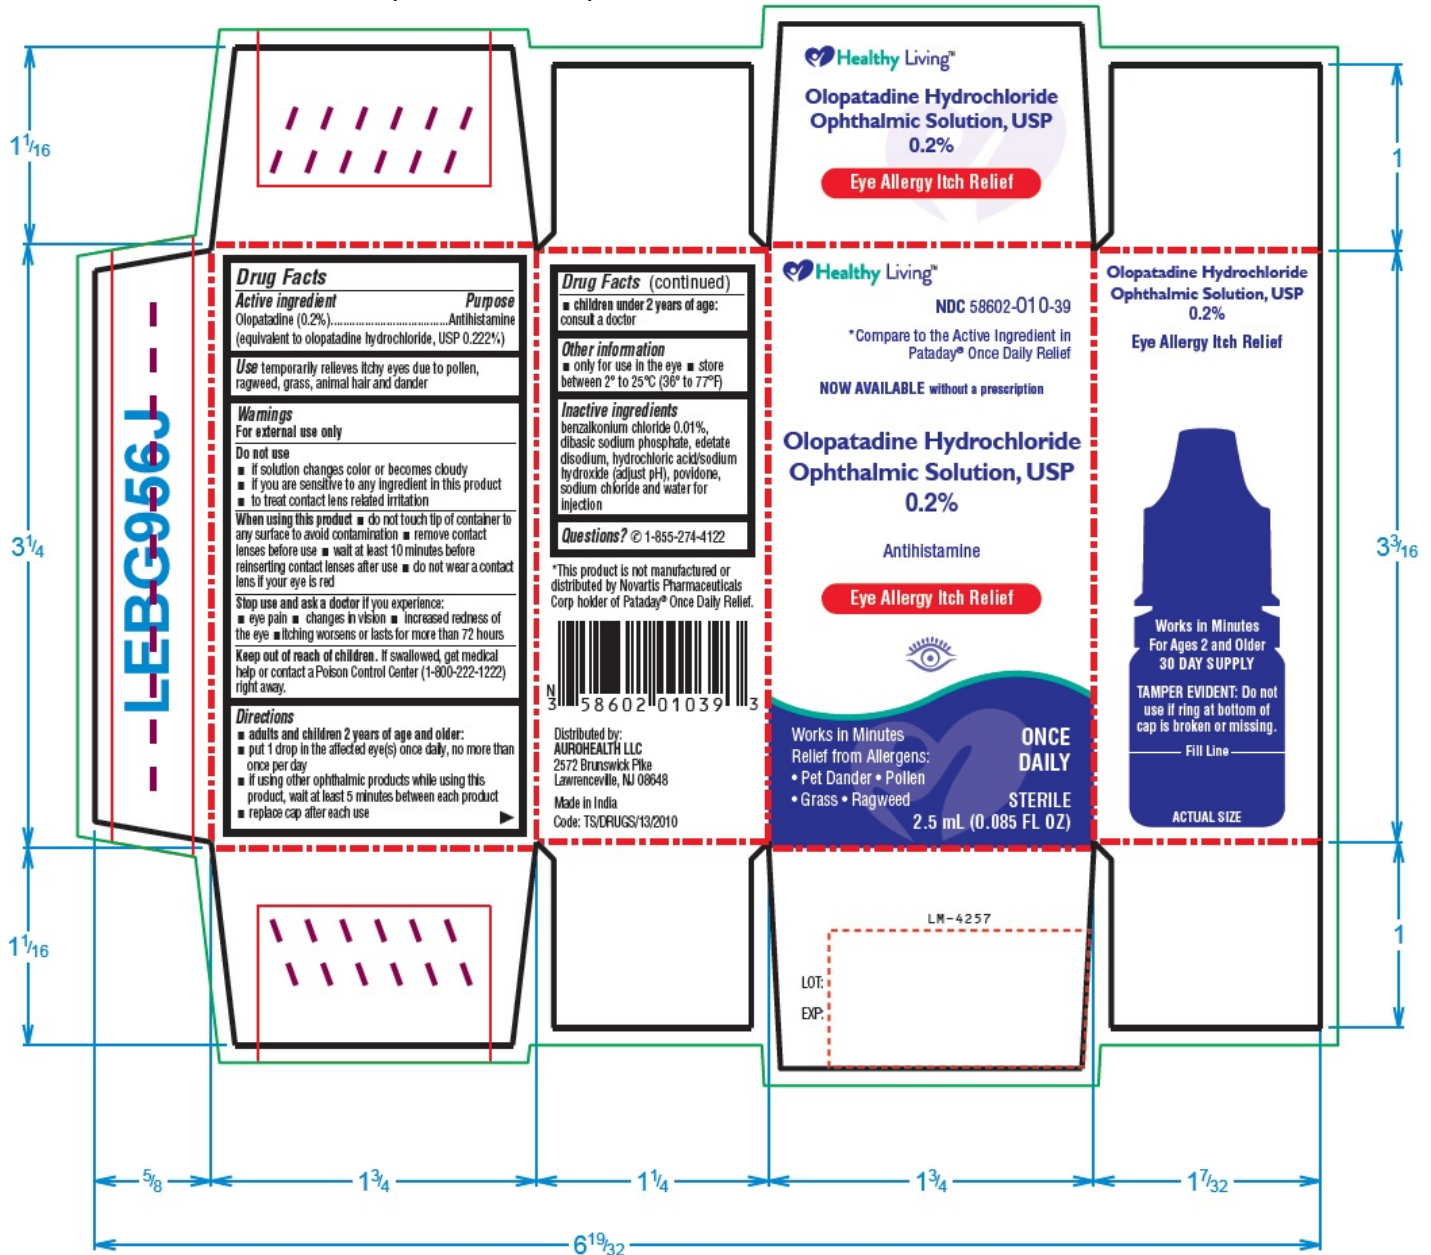 Healthy Living™
Olopatadine Hydrochloride
Ophthalmic Solution, USP
0.2%
Eye Allergy Itch Relief
1 1/16
1
LEBG956J
Drug Facts
Active ingredient Purpose
Olopatadine (0.2%)......................................Antihistamine
(equivalent to olopatadine hydrochloride, USP 0.222%)
Use temporarily relieves itchy eyes due to pollen,
ragweed, grass, animal hair and dander
Warnings
For external use only
Do not use
■ if solution changes color or becomes cloudy
■ if you are sensitive to any ingredient in this product
■ to treat contact lens related irritation
When using this product ■ do not touch tip of container to
any surface to avoid contamination ■ remove contact
lenses before use ■ wait at least 10 minutes before
reinserting contact lenses after use ■ do not wear a contact
lens if your eye is red
Stop use and ask a doctor if you experience:
■ eye pain ■ changes in vision ■ increased redness of
the eye ■ itching worsens or lasts for more than 72 hours
Keep out of reach of children. If swallowed, get medical
help or contact a Poison Control Center (1-800-222-1222)
right away.
Directions
■ adults and children 2 years of age and older:
■ put 1 drop in the affected eye(s) once daily, no more than
once per day
■ if using other ophthalmic products while using this
product, wait at least 5 minutes between each product
■ replace cap after each use
Drug Facts (continued)
■ children under 2 years of age:
consult a doctor
Other information
■ only for use in the eye ■ store
between 2° to 25°C (36° to 77°F)
Inactive ingredients
benzalkonium chloride 0.01%,
dibasic sodium phosphate, edetate
disodium, hydrochloric acid/sodium
hydroxide (adjust pH), povidone,
sodium chloride and water for
injection
Questions? ✆ 1-855-274-4122
*This product is not manufactured or
distributed by Novartis Pharmaceuticals
Corp holder of Pataday® Once Daily Relief.
N
3 58602 01039 3
Distributed by:
AUROHEALTH LLC
2572 Brunswick Pike
Lawrenceville, NJ 08648
Made in India
Code: TS/DRUGS/13/2010
Healthy Living™
NDC 58602-010-39
*Compare to the Active Ingredient in
Pataday® Once Daily Relief
NOW AVAILABLE without a prescription
Olopatadine Hydrochloride
Ophthalmic Solution, USP
0.2%
Antihistamine
Eye Allergy Itch Relief
Works in Minutes
Relief from Allergens:
• Pet Dander • Pollen
• Grass • Ragweed
ONCE
DAILY
STERILE
2.5 mL (0.085 FL OZ)
Olopatadine Hydrochloride
Ophthalmic Solution, USP
0.2%
Eye Allergy Itch Relief
Works in Minutes
For Ages 2 and Older
30 DAY SUPPLY
TAMPER EVIDENT: Do not
use if ring at bottom of
cap is broken or missing.
Fill Line
ACTUAL SIZE
3 1/4
3 3/16
LM-4257
LOT:
EXP:
1 1/16
1
5/8
1 3/4
1 1/4
1 3/4
1 7/32
6 19/32